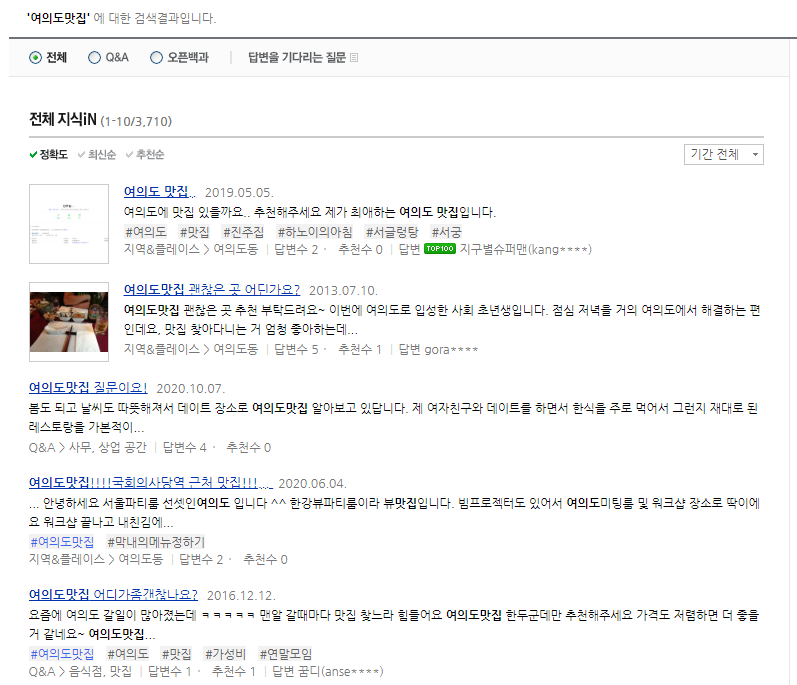 '여의도맛집' 에 대한 검색결과입니다.
전체 Q&A 오픈백과 | 답변을 기다리는 질문
전체 지식iN (1-10/3,710)
정확도 최신순 추천순 기간 전체
여의도 맛집.. 2019.05.05.
여의도에 맛집 있을까요.. 추천해주세요 제가 최애하는 여의도 맛집입니다.
#여의도 #맛집 #진주집 #하노이의아침 #서글렁탕 #서궁
지역&플레이스 > 여의도동 | 답변수 2 · 추천수 0 | 답변 TOP100 지구별슈퍼맨(kang****)
여의도맛집 괜찮은 곳 어딘가요? 2013.07.10.
여의도맛집 괜찮은 곳 추천 부탁드려요~ 이번에 여의도로 입성한 사회 초년생입니다. 점심 저녁을 거의 여의도에서 해결하는 편
인데요, 맛집 찾아다니는 거 엄청 좋아하는데...
지역&플레이스 > 여의도동 | 답변수 5 · 추천수 1 | 답변 gora****
여의도맛집 질문이요! 2020.10.07.
봄도 되고 날씨도 따뜻해져서 데이트 장소로 여의도맛집 알아보고 있답니다. 제 여자친구와 데이트를 하면서 한식을 주로 먹어서 그런지 제대로 된
레스토랑을 가본적이...
Q&A > 사무, 상업 공간 | 답변수 4 · 추천수 0
여의도맛집!!!!국회의사당역 근처 맛집!!!,,, 2020.06.04.
... 안녕하세요 서울파티룸 선셋인여의도 입니다 ^^ 한강뷰파티룸이라 뷰맛집입니다. 빔프로젝터도 있어서 여의도미팅룸 및 워크샵 장소로 딱이에
요 워크샵 끝나고 내친김에...
#여의도맛집 #막내의메뉴정하기
지역&플레이스 > 여의도동 | 답변수 2 · 추천수 0
여의도맛집 어디가좀갠찮나요? 2016.12.12.
요즘에 여의도 갈일이 많아졌는데 ㅋㅋㅋㅋㅋ 맨알 갈때마다 맛집 찾느라 힘들어요 여의도맛집 한두군데만 추천해주세요 가격도 저렴하면 더 좋을
거 같네요~ 여의도맛집...
#여의도맛집 #여의도 #맛집 #가성비 #연말모임
Q&A > 음식점, 맛집 | 답변수 1 · 추천수 1 | 답변 꿈디(anse****)